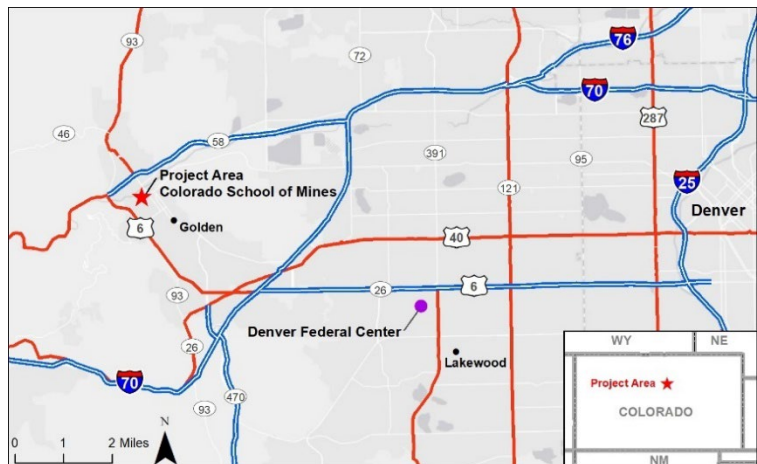 93
76
72
70
46
58
287
391
95
Project Area
Colorado School of Mines
121
25
Denver
6
Golden
40
93
26
6
Denver Federal Center
Lakewood
26
70
470
93
N
0 1 2 Miles
WY NE
Project Area
COLORADO
NM